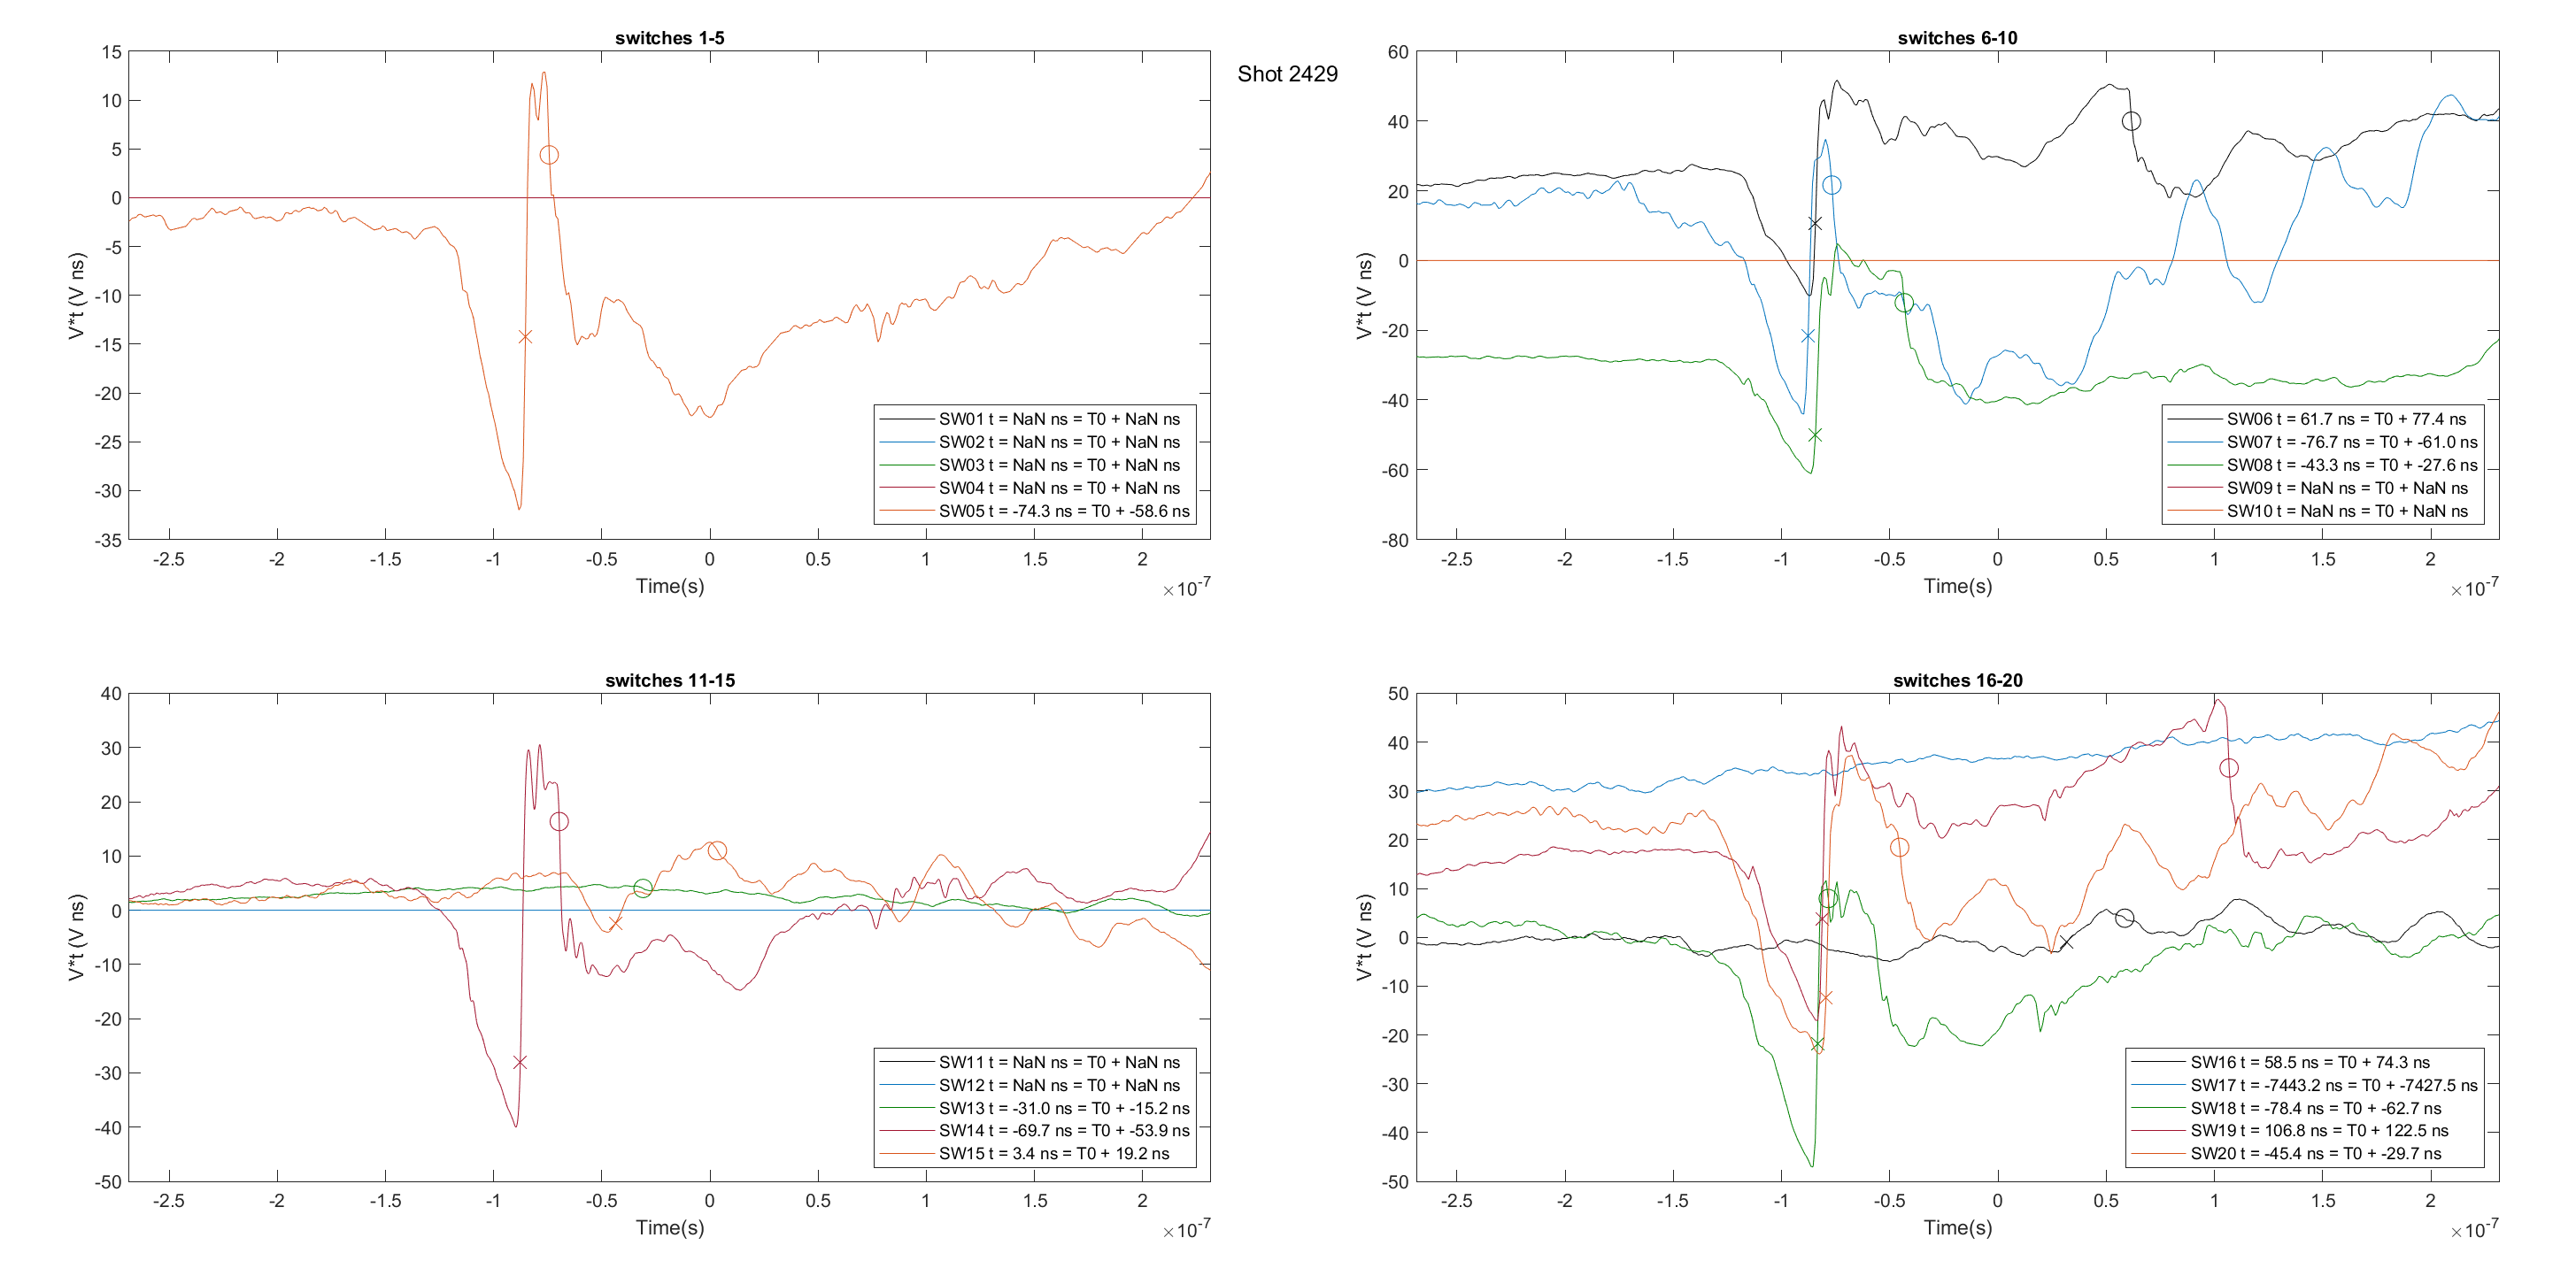 Shot 2429
switches 1-5
15
10
5
0
-5
-10
-15
-20
-25
-30
-35
V*t (V ns)
-2.5 -2 -1.5 -1 -0.5 0 0.5 1 1.5 2
Time(s)
×10-7
SW01 t = NaN ns = T0 + NaN ns
SW02 t = NaN ns = T0 + NaN ns
SW03 t = NaN ns = T0 + NaN ns
SW04 t = NaN ns = T0 + NaN ns
SW05 t = -74.3 ns = T0 + -58.6 ns
switches 6-10
60
40
20
0
-20
-40
-60
-80
V*t (V ns)
-2.5 -2 -1.5 -1 -0.5 0 0.5 1 1.5 2
Time(s)
×10-7
SW06 t = 61.7 ns = T0 + 77.4 ns
SW07 t = -76.7 ns = T0 + -61.0 ns
SW08 t = -43.3 ns = T0 + -27.6 ns
SW09 t = NaN ns = T0 + NaN ns
SW10 t = NaN ns = T0 + NaN ns
switches 11-15
40
30
20
10
0
-10
-20
-30
-40
-50
V*t (V ns)
-2.5 -2 -1.5 -1 -0.5 0 0.5 1 1.5 2
Time(s)
×10-7
SW11 t = NaN ns = T0 + NaN ns
SW12 t = NaN ns = T0 + NaN ns
SW13 t = -31.0 ns = T0 + -15.2 ns
SW14 t = -69.7 ns = T0 + -53.9 ns
SW15 t = 3.4 ns = T0 + 19.2 ns
switches 16-20
50
40
30
20
10
0
-10
-20
-30
-40
-50
V*t (V ns)
-2.5 -2 -1.5 -1 -0.5 0 0.5 1 1.5 2
Time(s)
×10-7
SW16 t = 58.5 ns = T0 + 74.3 ns
SW17 t = -7443.2 ns = T0 + -7427.5 ns
SW18 t = -78.4 ns = T0 + -62.7 ns
SW19 t = 106.8 ns = T0 + 122.5 ns
SW20 t = -45.4 ns = T0 + -29.7 ns